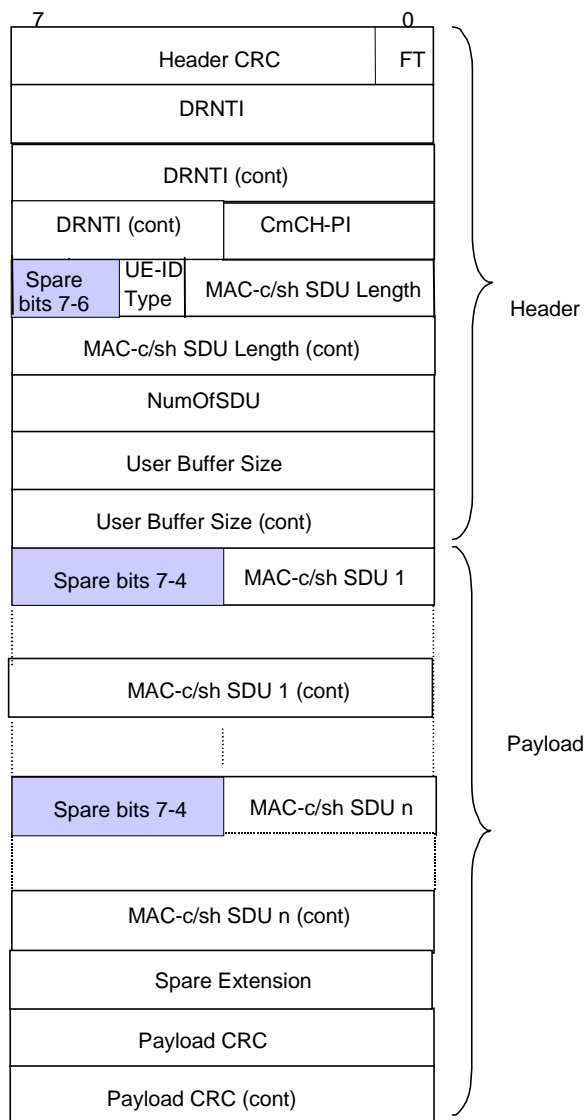 7 0
Header CRC FT
DRNTI
DRNTI (cont)
DRNTI (cont) CmCH-PI
Spare bits 7-6 UE-ID Type MAC-c/sh SDU Length
MAC-c/sh SDU Length (cont)
Header
NumOfSDU
User Buffer Size
User Buffer Size (cont)
Spare bits 7-4 MAC-c/sh SDU 1
MAC-c/sh SDU 1 (cont)
Payload
Spare bits 7-4 MAC-c/sh SDU n
MAC-c/sh SDU n (cont)
Spare Extension
Payload CRC
Payload CRC (cont)